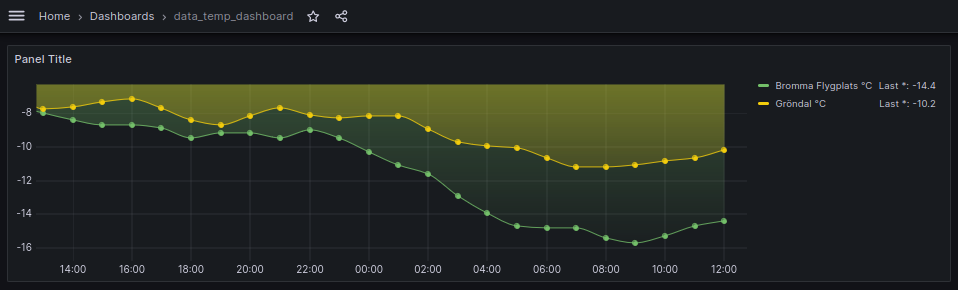 Home > Dashboards > data_temp_dashboard
Panel Title
Bromma Flygplats °C Last *: -14.4
Gröndal °C Last *: -10.2
-8
-10
-12
-14
-16
14:00 16:00 18:00 20:00 22:00 00:00 02:00 04:00 06:00 08:00 10:00 12:00